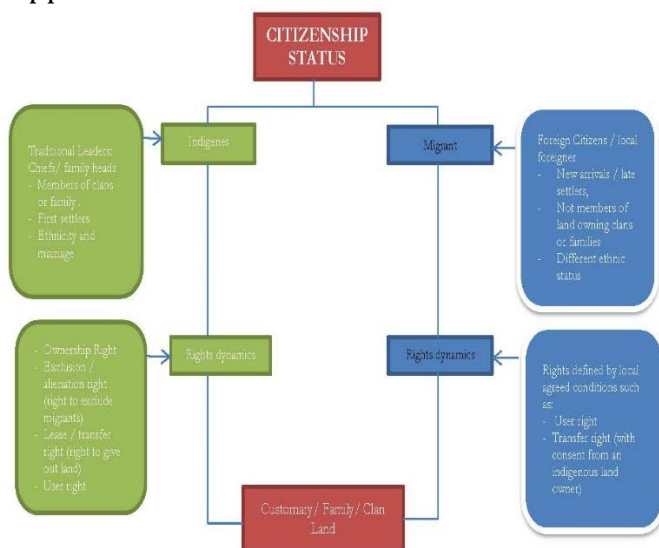 CITIZENSHIP
STATUS
Indigenes
Migrant
Traditional Leaders:
Chiefs/ family heads
- Members of clans
or family .
- First settlers
- Ethnicity and
marriage
Foreign Citizens / local
foreigner
- New arrivals / late
settlers,
- Not members of
land owning clans
or families
- Different ethnic
status
- Ownership Right
- Exclusion /
alienation right
(right to exclude
migrants)
- Lease / transfer
right (right to give
out land)
- User right
Rights dynamics
Rights dynamics
Rights defined by local
agreed conditions such
as:
- User right
- Transfer right (with
consent from an
indigenous land
owner)
Customary / Family / Clan
Land